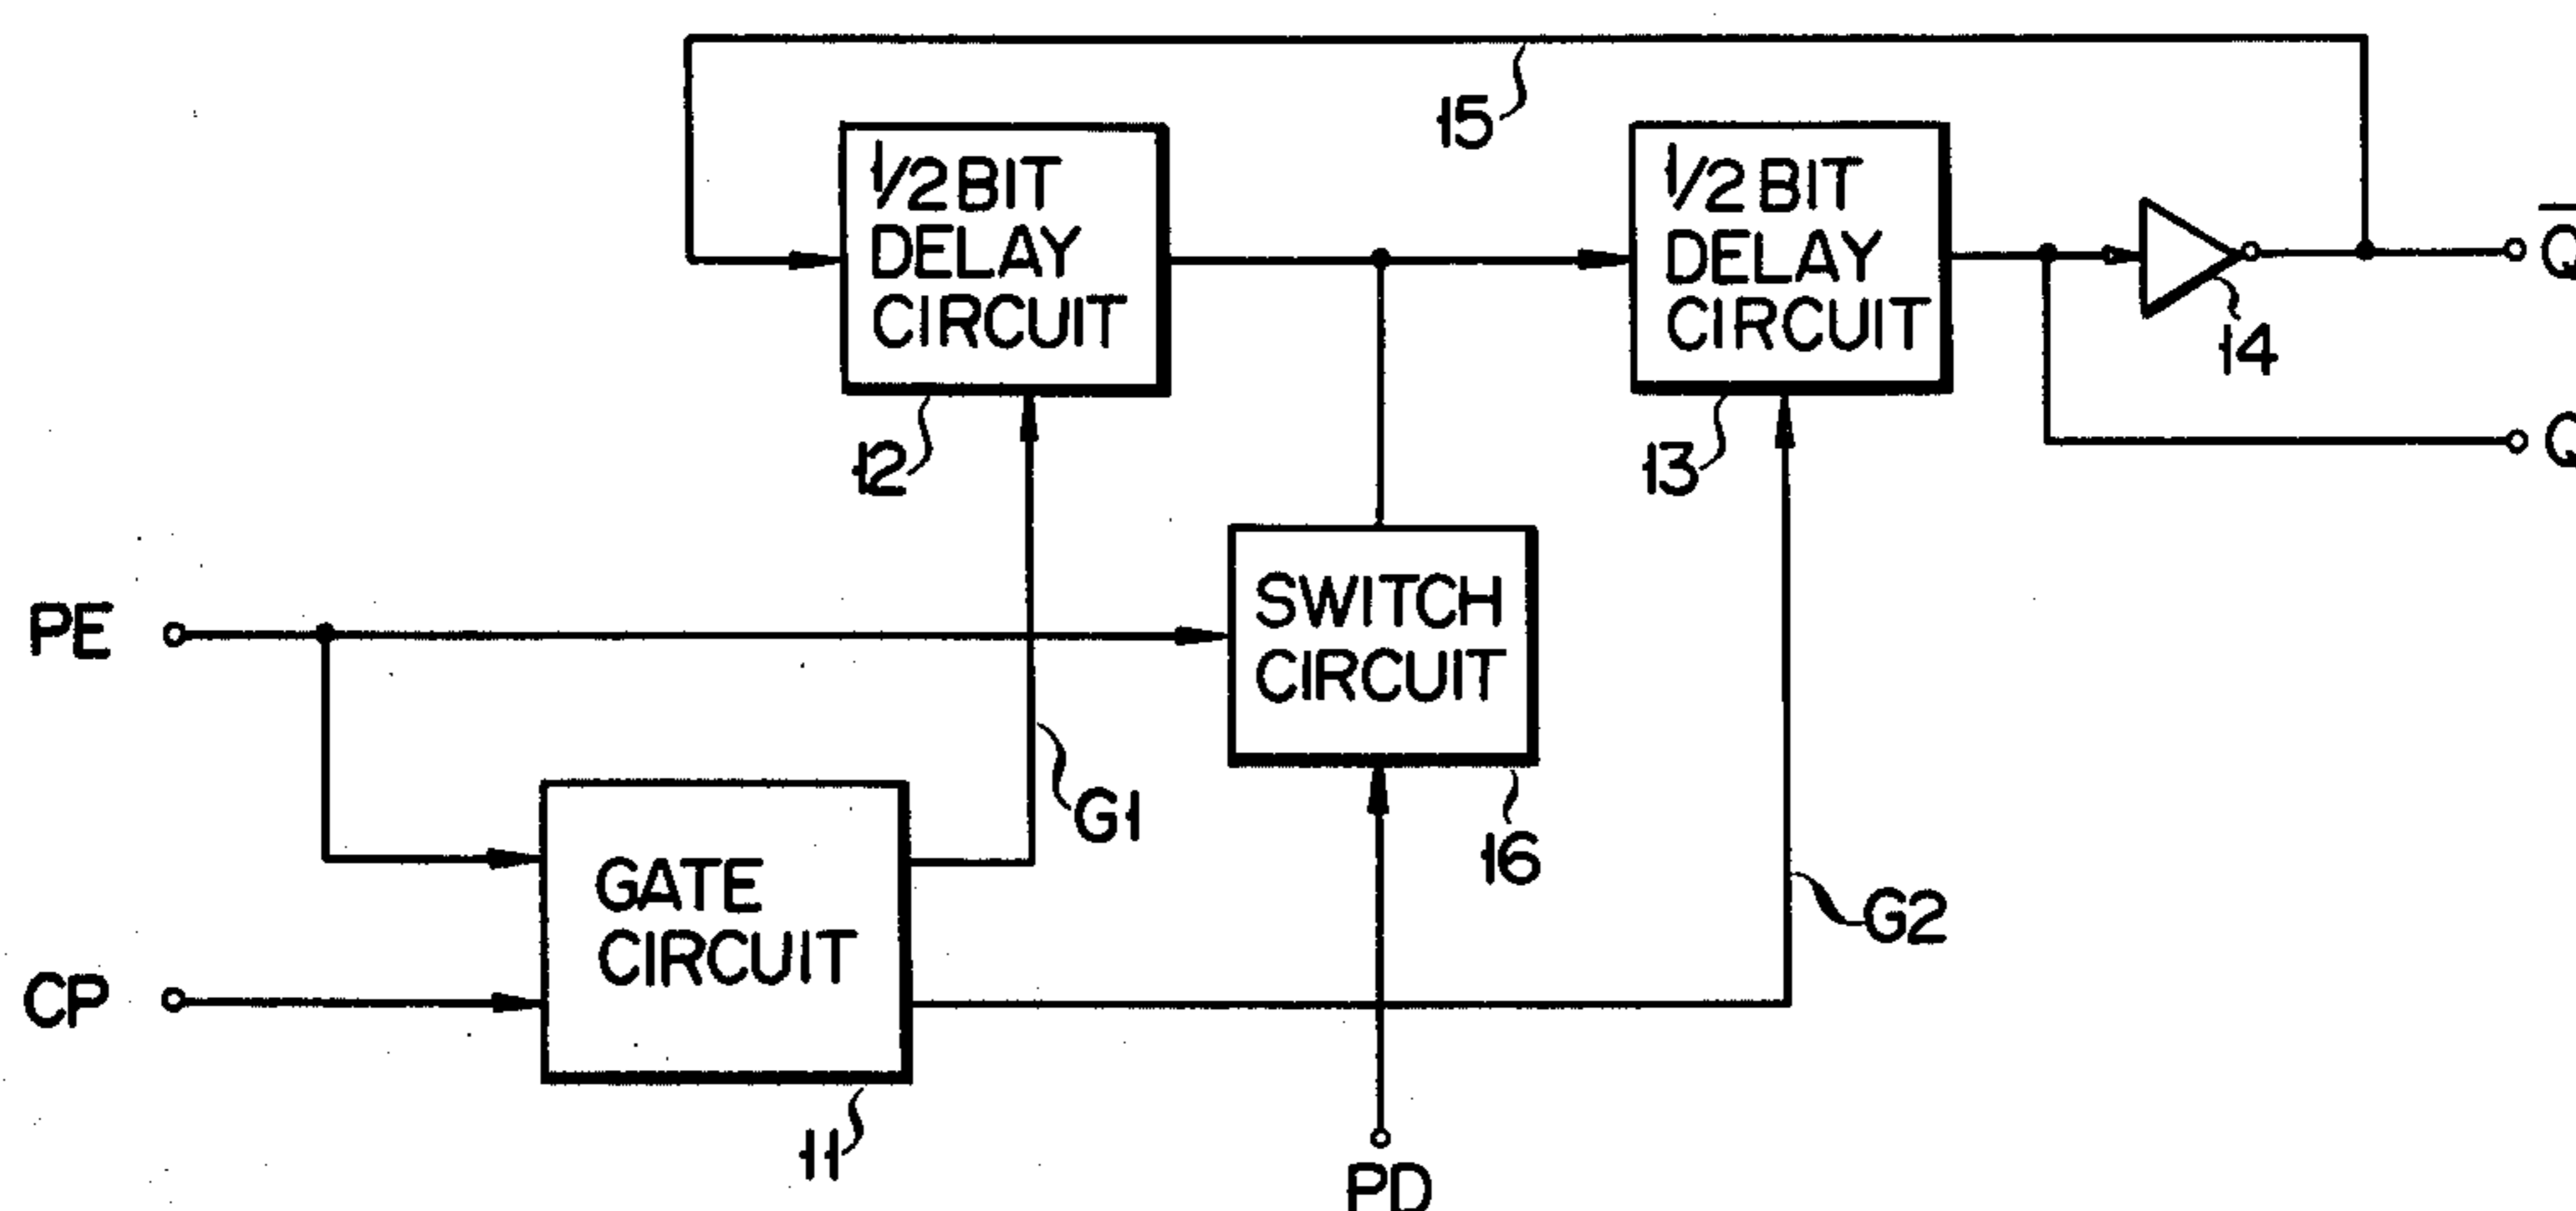 15
1/2 BIT
DELAY
CIRCUIT
12
1/2 BIT
DELAY
CIRCUIT
13
14
Q̅
Q
PE
SWITCH
CIRCUIT
16
G1
G2
GATE
CIRCUIT
11
CP
PD